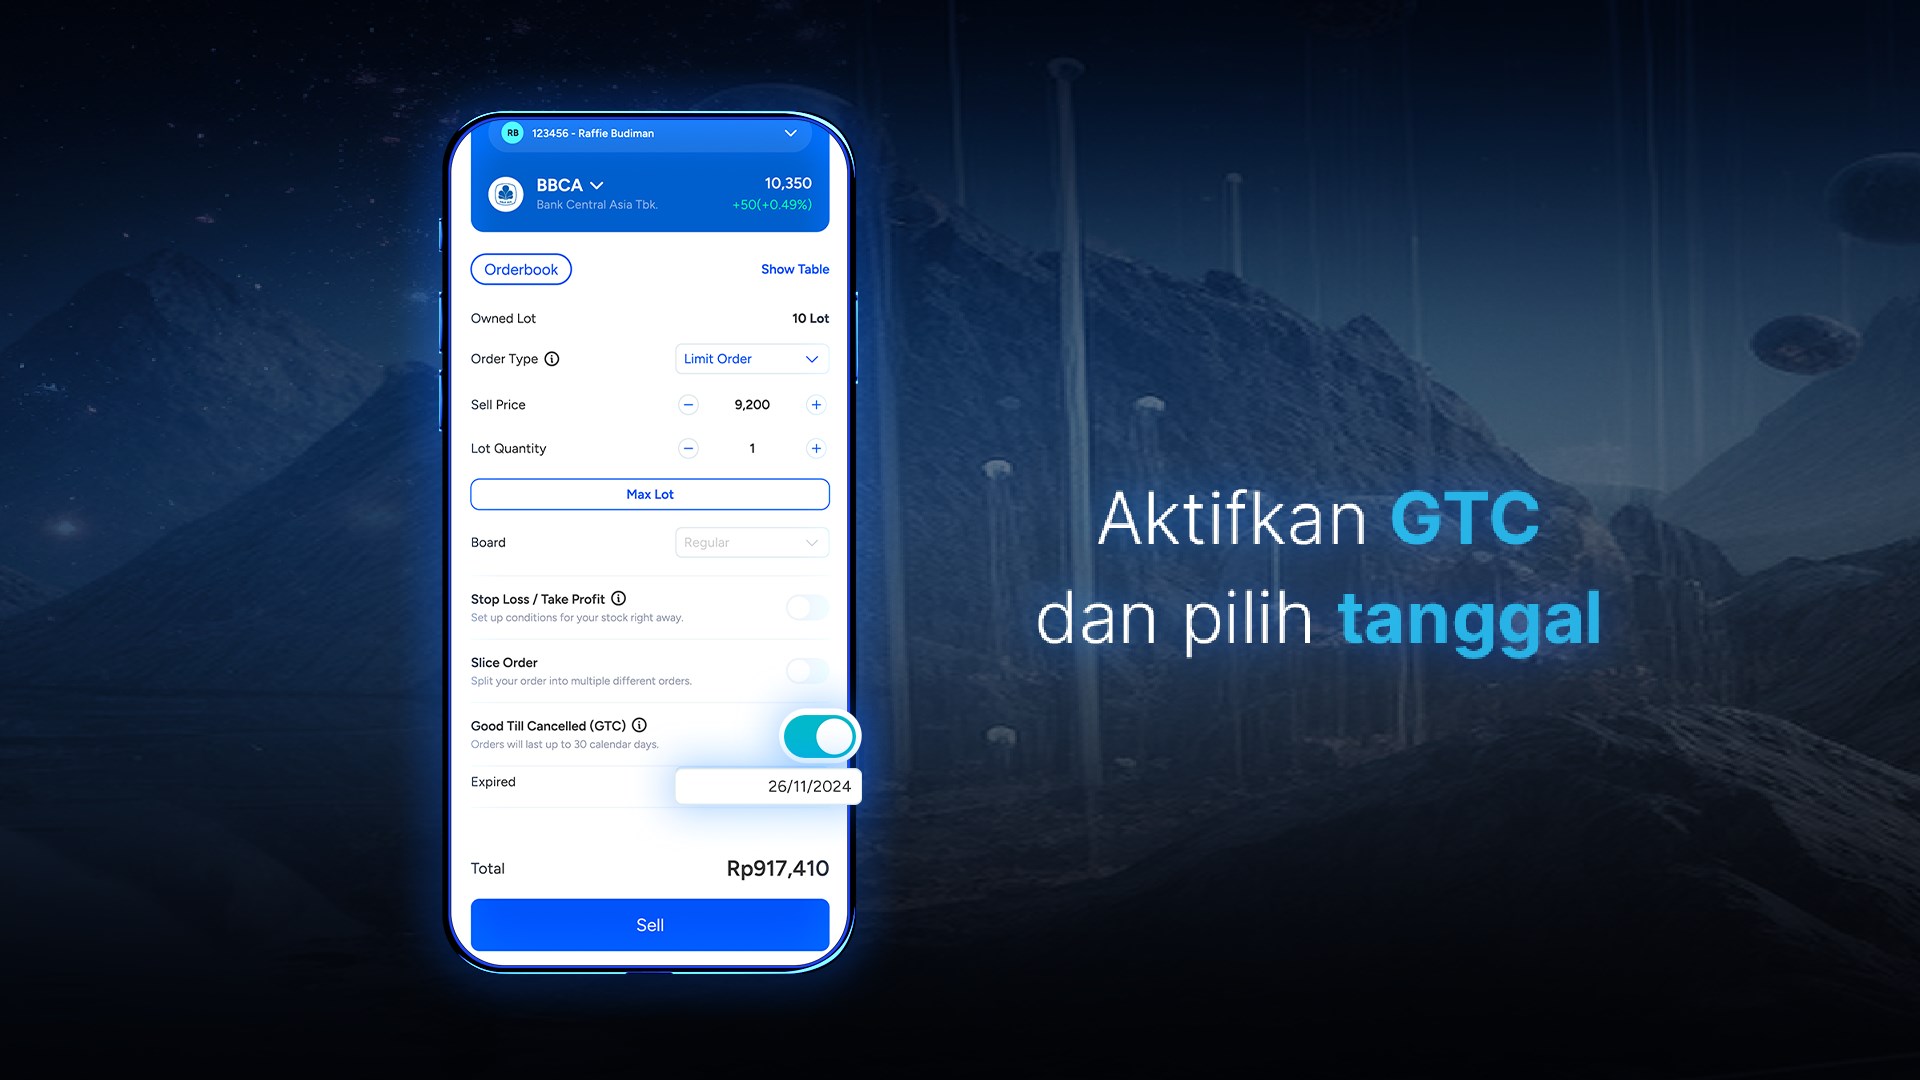 RB 123456 - Raffie Budiman
BBCA 10,350
Bank Central Asia Tbk. +50(+0.49%)
Orderbook Show Table
Owned Lot 10 Lot
Order Type Limit Order
Sell Price 9,200
Lot Quantity 1
Max Lot
Board Regular
Stop Loss / Take Profit
Set up conditions for your stock right away.
Slice Order
Split your order into multiple different orders.
Good Till Cancelled (GTC)
Orders will last up to 30 calendar days.
Expired 26/11/2024
Total Rp917,410
Sell
Aktifkan GTC
dan pilih tanggal